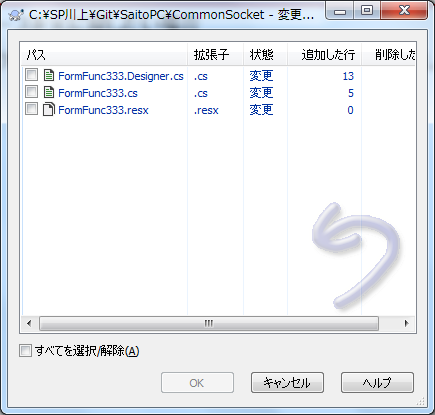 C:¥SP川上¥Git¥SaitoPC¥CommonSocket - 変更...
パス 拡張子 状態 追加した行 削除した
FormFunc333.Designer.cs .cs 変更 13
FormFunc333.cs .cs 変更 5
FormFunc333.resx .resx 変更 0
すべてを選択/解除(A)
OK キャンセル ヘルプ